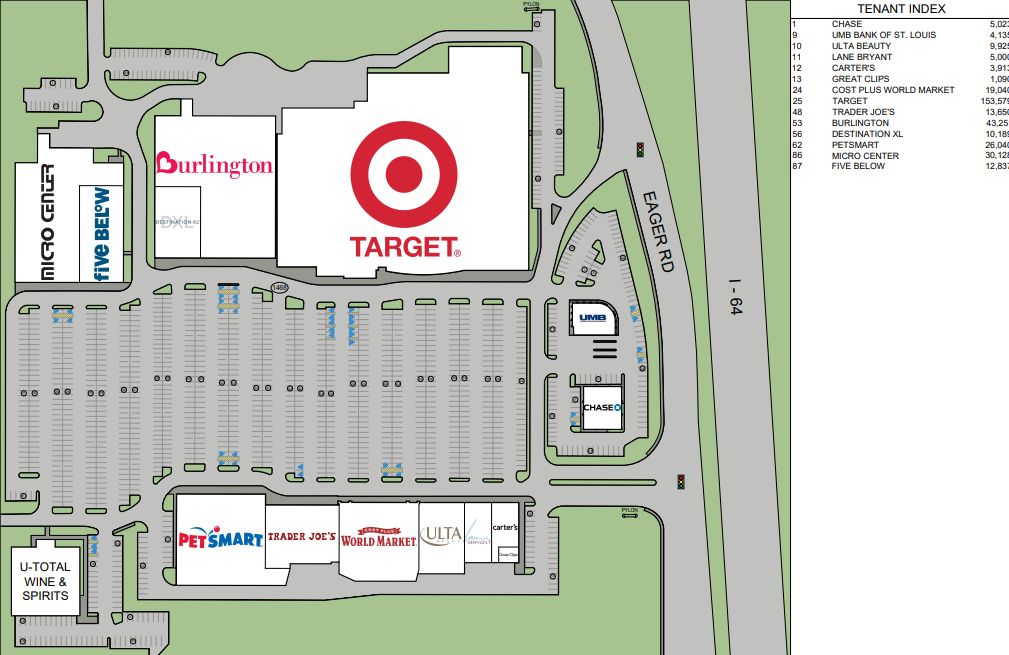 PYLON
TENANT INDEX
1 CHASE 5,023
9 UMB BANK OF ST. LOUIS 4,135
10 ULTA BEAUTY 9,925
11 LANE BRYANT 5,000
12 CARTER'S 3,913
13 GREAT CLIPS 1,090
24 COST PLUS WORLD MARKET 19,040
25 TARGET 153,579
48 TRADER JOE'S 13,650
53 BURLINGTON 43,25
56 DESTINATION XL 10,189
62 PETSMART 26,040
86 MICRO CENTER 30,128
87 FIVE BELOW 12,837
Burlington
DXL
DESTINATION XL
TARGET
MICRO CENTER
five BELOW
EAGER RD
I - 64
1468
UMB
CHASE
PETSMART
TRADER JOE'S
COST PLUS
WORLD MARKET
ULTA
BEAUTY
lane
BRYANT
carter's
Great Clips
PYLON
U-TOTAL
WINE &
SPIRITS